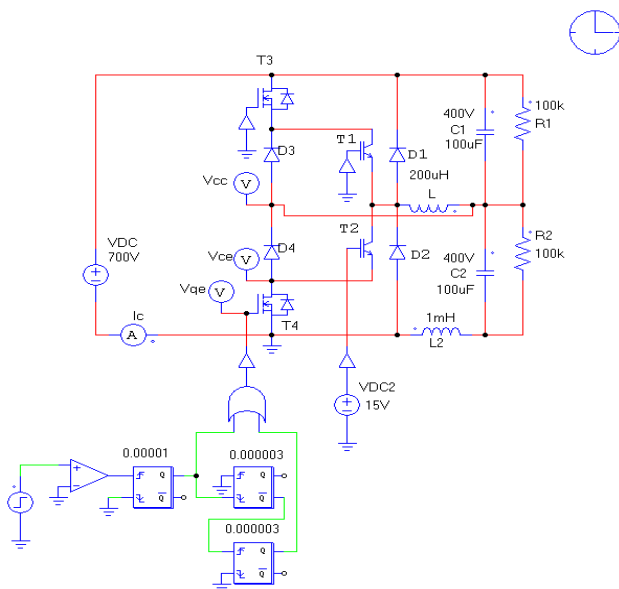 T3
100k
R1
400V
C1
100uF
T1
D3
D1
200uH
L
Vcc
V
T2
R2
100k
VDC
700V
Vce
V
D4
D2
400V
C2
100uF
Vqe
V
T4
Ic
A
1mH
L2
VDC2
15V
0.00001
0.000003
Q
Q
Q
Q
0.000003
Q
Q